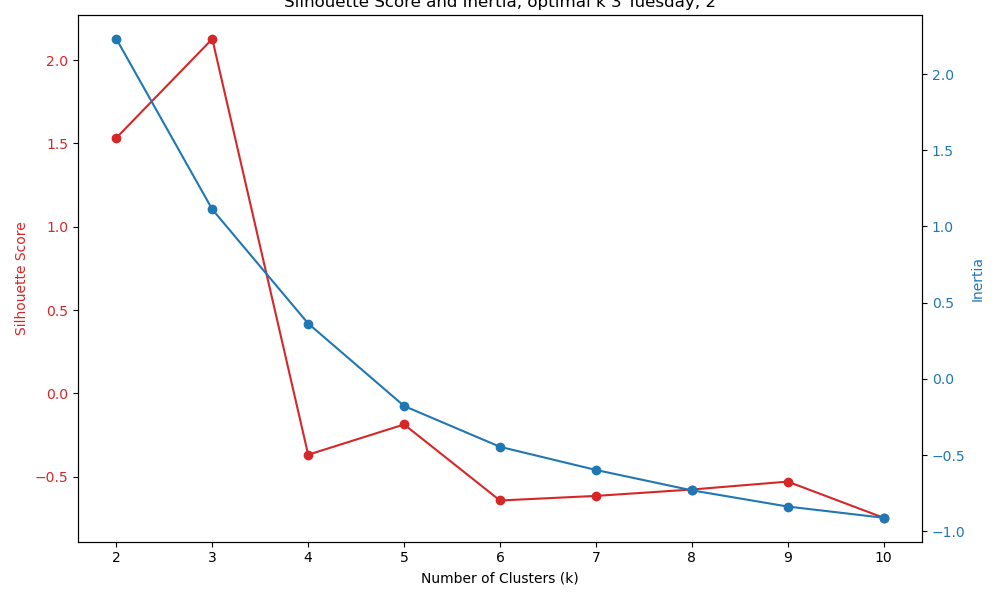 Silhouette Score and Inertia, optimal k 3 Tuesday, 2
2.0
1.5
1.0
0.5
0.0
−0.5
Silhouette Score
2.0
1.5
1.0
0.5
0.0
−0.5
−1.0
Inertia
2 3 4 5 6 7 8 9 10
Number of Clusters (k)